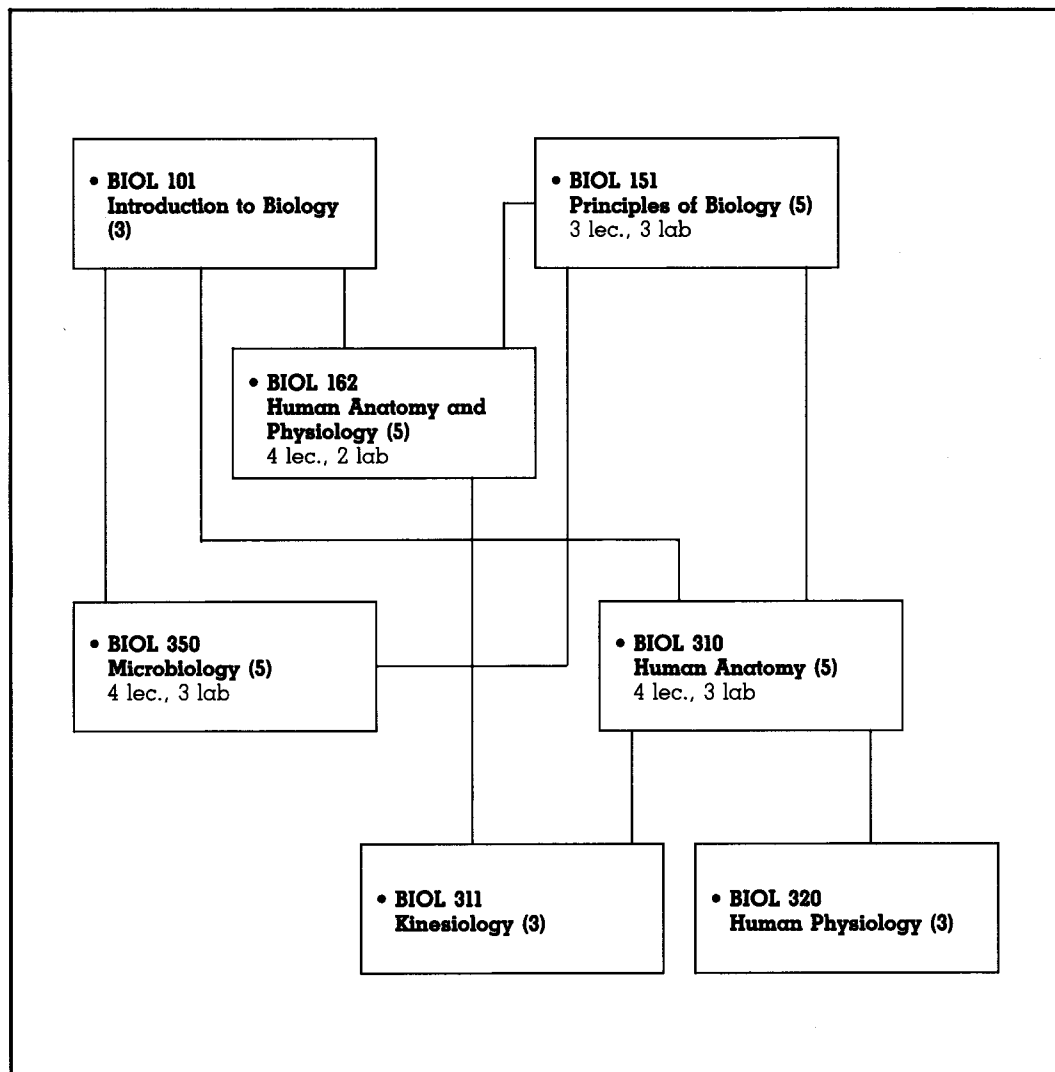 • BIOL 101
Introduction to Biology
(3)
• BIOL 151
Principles of Biology (5)
3 lec., 3 lab
• BIOL 162
Human Anatomy and
Physiology (5)
4 lec., 2 lab
• BIOL 350
Microbiology (5)
4 lec., 3 lab
• BIOL 310
Human Anatomy (5)
4 lec., 3 lab
• BIOL 311
Kinesiology (3)
• BIOL 320
Human Physiology (3)